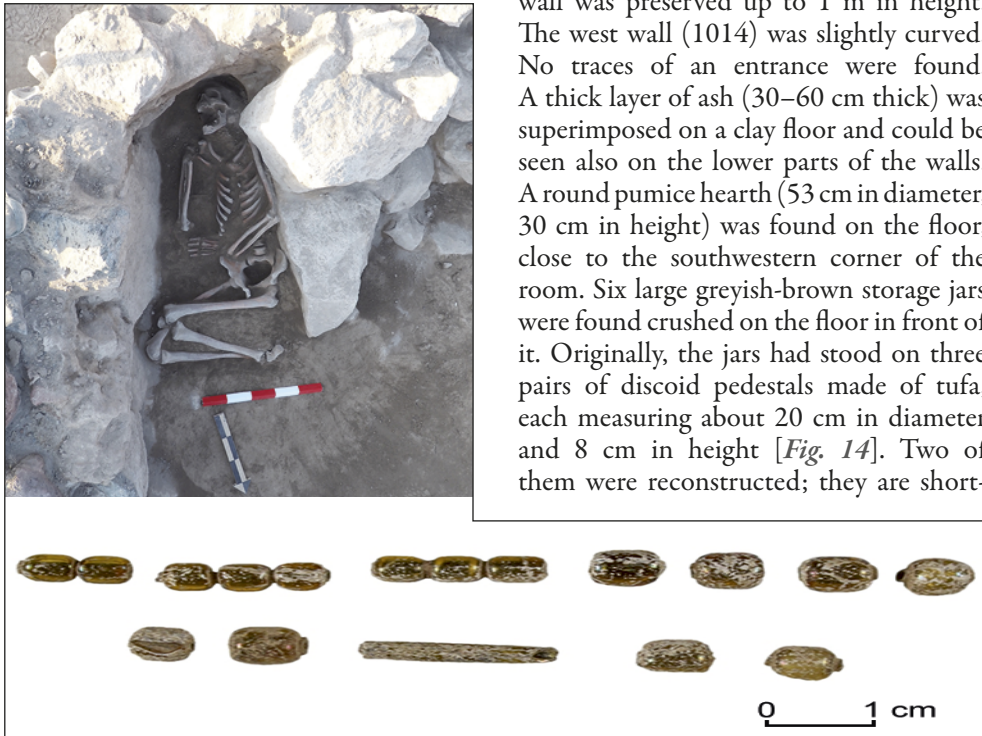 wall was preserved up to 1 m in height
The west wall (1014) was slightly curved
No traces of an entrance were found
A thick layer of ash (30–60 cm thick) was
superimposed on a clay floor and could be
seen also on the lower parts of the walls
A round pumice hearth (53 cm in diameter,
30 cm in height) was found on the floor,
close to the southwestern corner of the
room. Six large greyish-brown storage jars
were found crushed on the floor in front of
it. Originally, the jars had stood on three
pairs of discoid pedestals made of tufa,
each measuring about 20 cm in diameter
and 8 cm in height [Fig. 14]. Two of
them were reconstructed; they are short-
0 1 cm